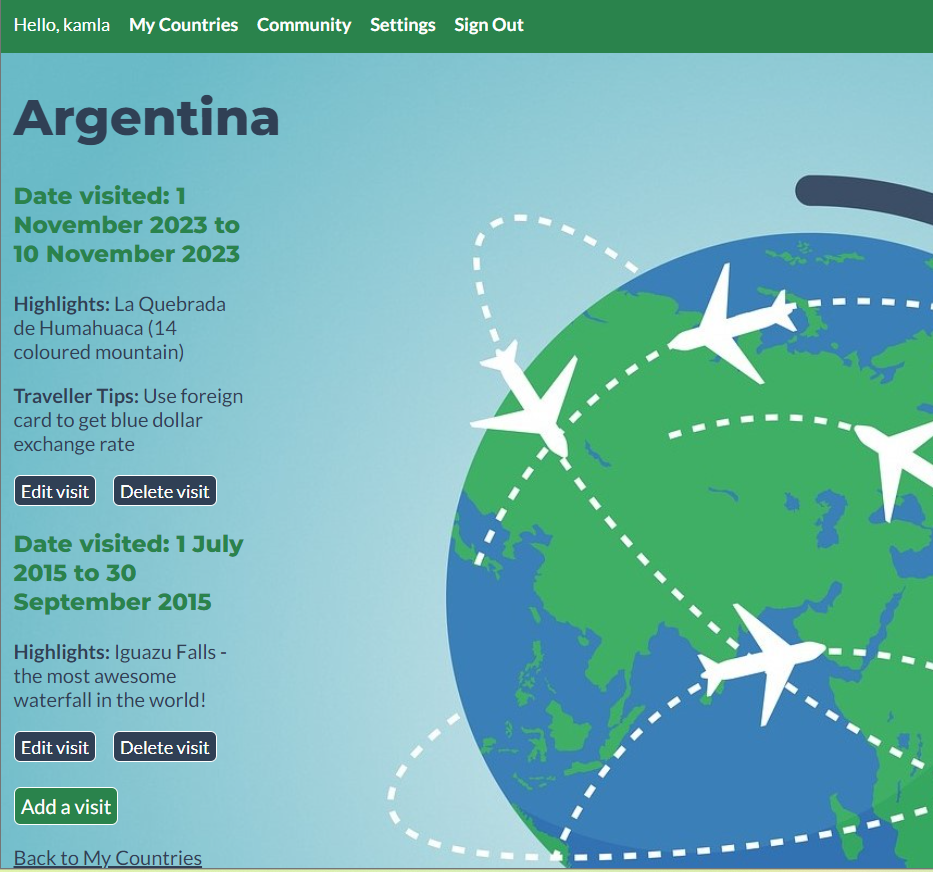 Hello, kamla My Countries Community Settings Sign Out
Argentina
Date visited: 1
November 2023 to
10 November 2023
Highlights: La Quebrada
de Humahuaca (14
coloured mountain)
Traveller Tips: Use foreign
card to get blue dollar
exchange rate
Edit visit Delete visit
Date visited: 1 July
2015 to 30
September 2015
Highlights: Iguazu Falls -
the most awesome
waterfall in the world!
Edit visit Delete visit
Add a visit
Back to My Countries